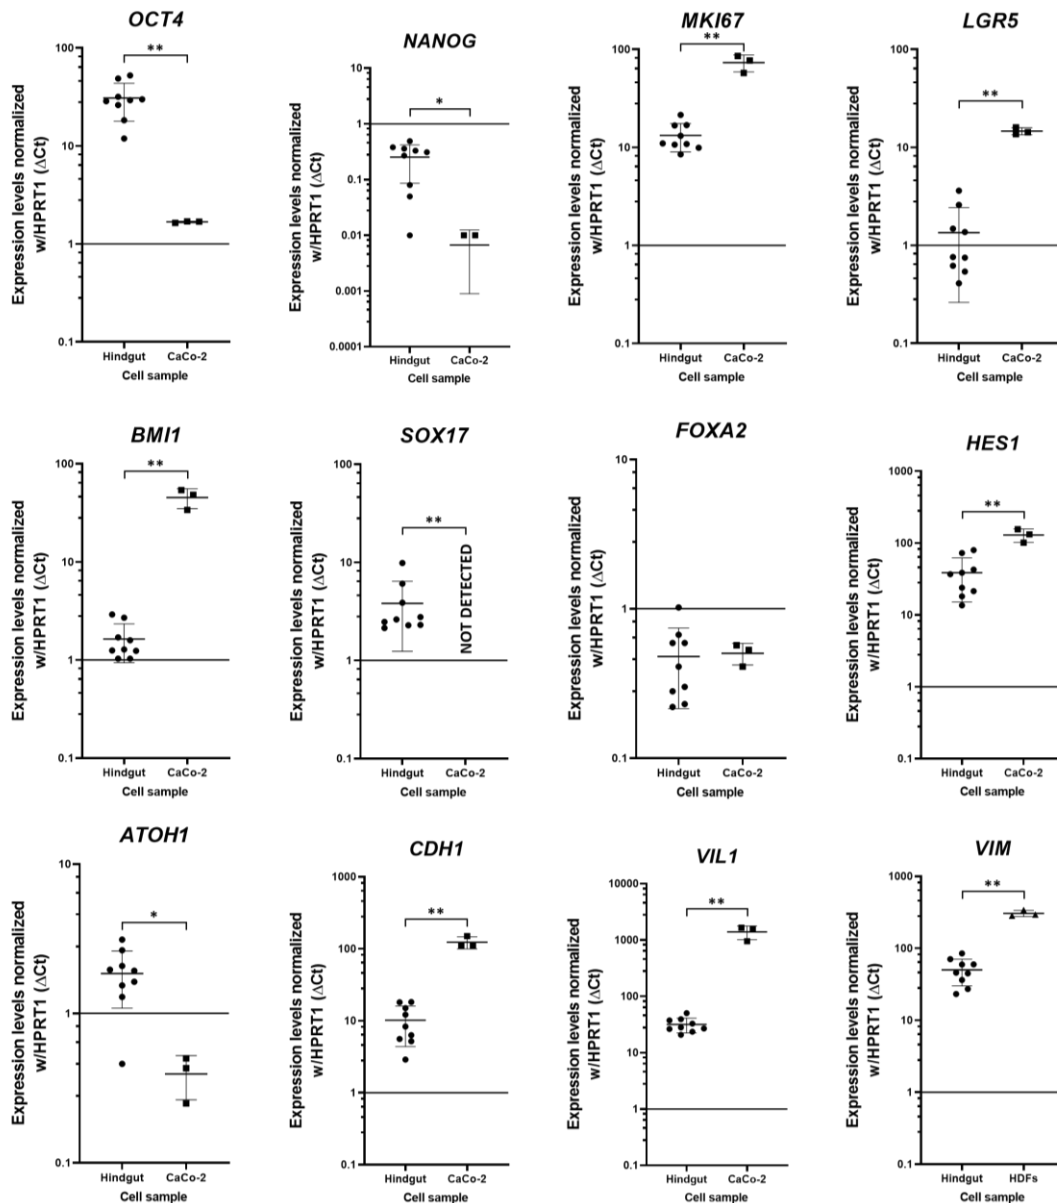 OCT4
Expression levels normalized
w/HPRT1 (ΔCt)
100
10
1
0.1
**
Hindgut
CaCo-2
Cell sample
NANOG
Expression levels normalized
w/HPRT1 (ΔCt)
10
1
0.1
0.01
0.001
0.0001
*
Hindgut
CaCo-2
Cell sample
MKI67
Expression levels normalized
w/HPRT1 (ΔCt)
100
10
1
0.1
**
Hindgut
CaCo-2
Cell sample
LGR5
Expression levels normalized
w/HPRT1 (ΔCt)
100
10
1
0.1
**
Hindgut
CaCo-2
Cell sample
BMI1
Expression levels normalized
w/HPRT1 (ΔCt)
100
10
1
0.1
**
Hindgut
CaCo-2
Cell sample
SOX17
Expression levels normalized
w/HPRT1 (ΔCt)
100
10
1
0.1
**
NOT DETECTED
Hindgut
CaCo-2
Cell sample
FOXA2
Expression levels normalized
w/HPRT1 (ΔCt)
10
1
0.1
Hindgut
CaCo-2
Cell sample
HES1
Expression levels normalized
w/HPRT1 (ΔCt)
1000
100
10
1
0.1
**
Hindgut
CaCo-2
Cell sample
ATOH1
Expression levels normalized
w/HPRT1 (ΔCt)
10
1
0.1
*
Hindgut
CaCo-2
Cell sample
CDH1
Expression levels normalized
w/HPRT1 (ΔCt)
1000
100
10
1
0.1
**
Hindgut
CaCo-2
Cell sample
VIL1
Expression levels normalized
w/HPRT1 (ΔCt)
10000
1000
100
10
1
0.1
**
Hindgut
CaCo-2
Cell sample
VIM
Expression levels normalized
w/HPRT1 (ΔCt)
1000
100
10
1
0.1
**
Hindgut
HDFs
Cell sample